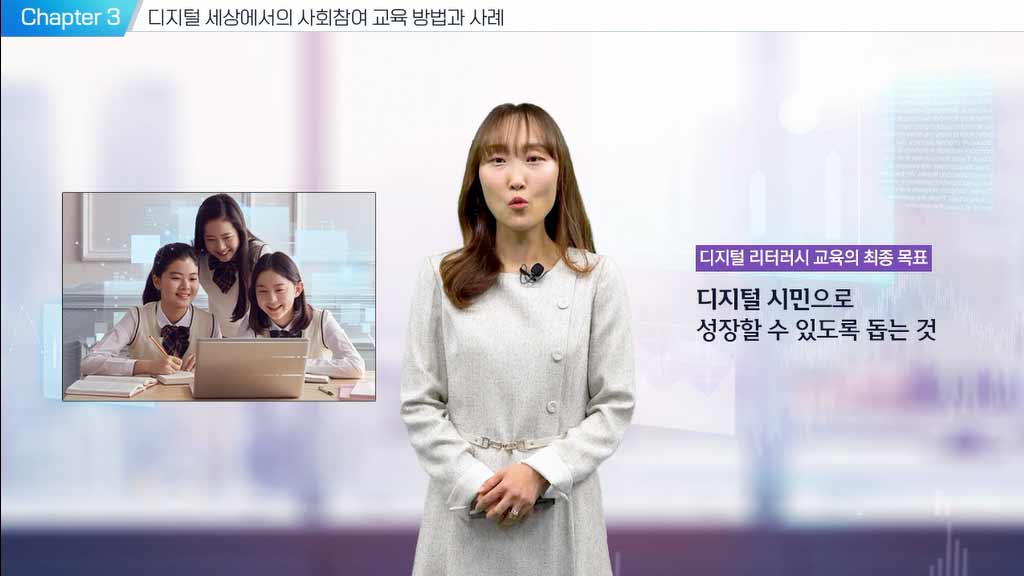 Chapter 3
디지털 세상에서의 사회참여 교육 방법과 사례
디지털 리터러시 교육의 최종 목표
디지털 시민으로
성장할 수 있도록 돕는 것